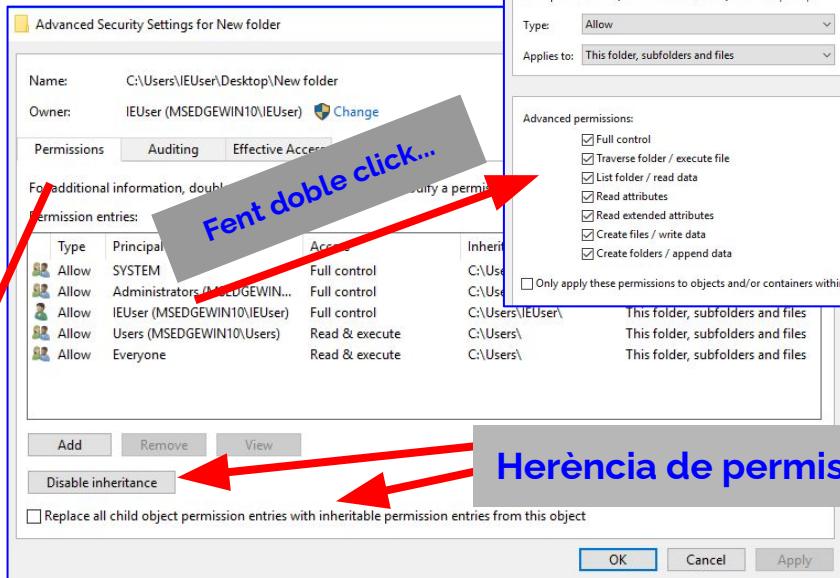 Advanced Security Settings for New folder
Name: C:\Users\IEUser\Desktop\New folder
Owner: IEUser (MSEDGEWIN10\IEUser) Change
Permissions Auditing Effective Access
For additional information, doubl
ify a permis
Permission entries:
Type Principal Access Inherit
Allow SYSTEM Full control C:\Use
Allow Administrators (MSEDGEWIN... Full control C:\Use
Allow IEUser (MSEDGEWIN10\IEUser) Full control C:\Users\IEUser\ This folder, subfolders and files
Allow Users (MSEDGEWIN10\Users) Read & execute C:\Users\ This folder, subfolders and files
Allow Everyone Read & execute C:\Users\ This folder, subfolders and files
Add Remove View
Disable inheritance
Replace all child object permission entries with inheritable permission entries from this object
OK Cancel Apply
Fent doble click...
Type: Allow
Applies to: This folder, subfolders and files
Advanced permissions:
Full control
Traverse folder / execute file
List folder / read data
Read attributes
Read extended attributes
Create files / write data
Create folders / append data
Only apply these permissions to objects and/or containers withi
Herència de permis